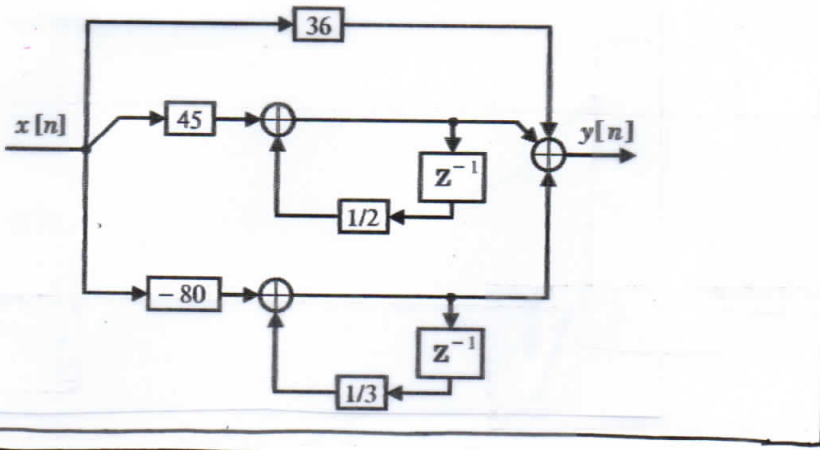 36
x[n]
45
y[n]
z⁻¹
1/2
– 80
z⁻¹
1/3